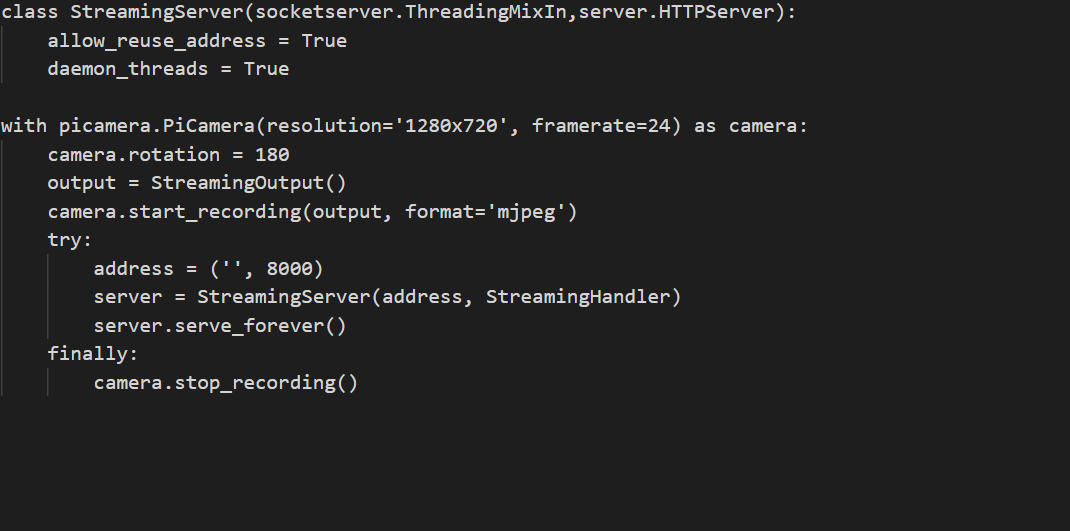 class StreamingServer(socketserver.ThreadingMixIn,server.HTTPServer):
    allow_reuse_address = True
    daemon_threads = True

with picamera.PiCamera(resolution='1280x720', framerate=24) as camera:
    camera.rotation = 180
    output = StreamingOutput()
    camera.start_recording(output, format='mjpeg')
    try:
        address = ('', 8000)
        server = StreamingServer(address, StreamingHandler)
        server.serve_forever()
    finally:
        camera.stop_recording()